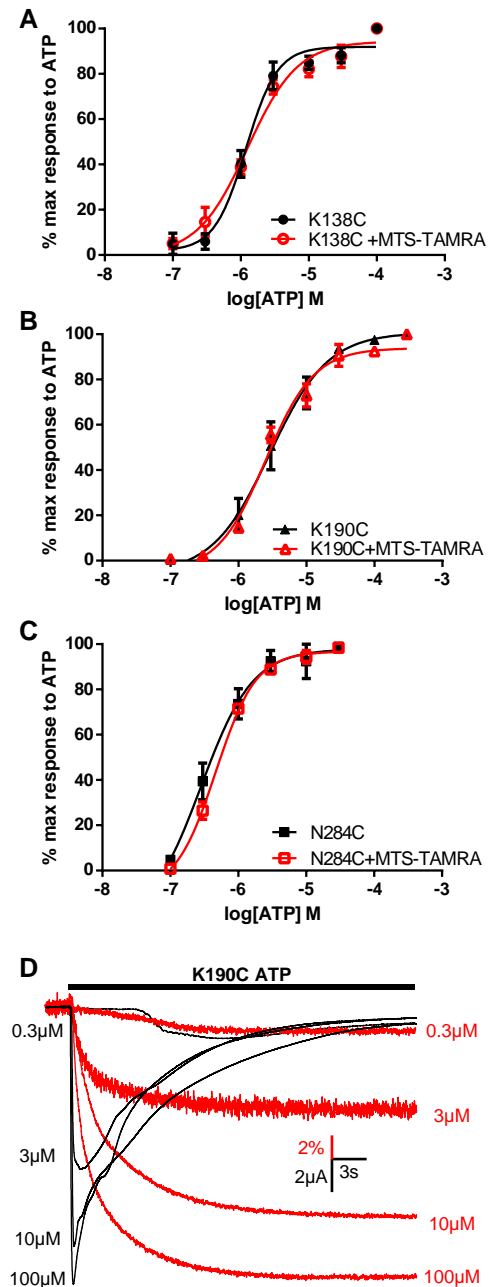 A
% max response to ATP
100
80
60
40
20
0
K138C
K138C +MTS-TAMRA
-8 -7 -6 -5 -4 -3
log[ATP] M
B
% max response to ATP
100
80
60
40
20
0
K190C
K190C+MTS-TAMRA
-8 -7 -6 -5 -4 -3
log[ATP] M
C
% max response to ATP
100
80
60
40
20
0
N284C
N284C+MTS-TAMRA
-8 -7 -6 -5 -4 -3
log[ATP] M
D
K190C ATP
0.3µM 0.3µM
3µM
2%
2µA 3s
3µM
10µM
10µM
100µM 100µM